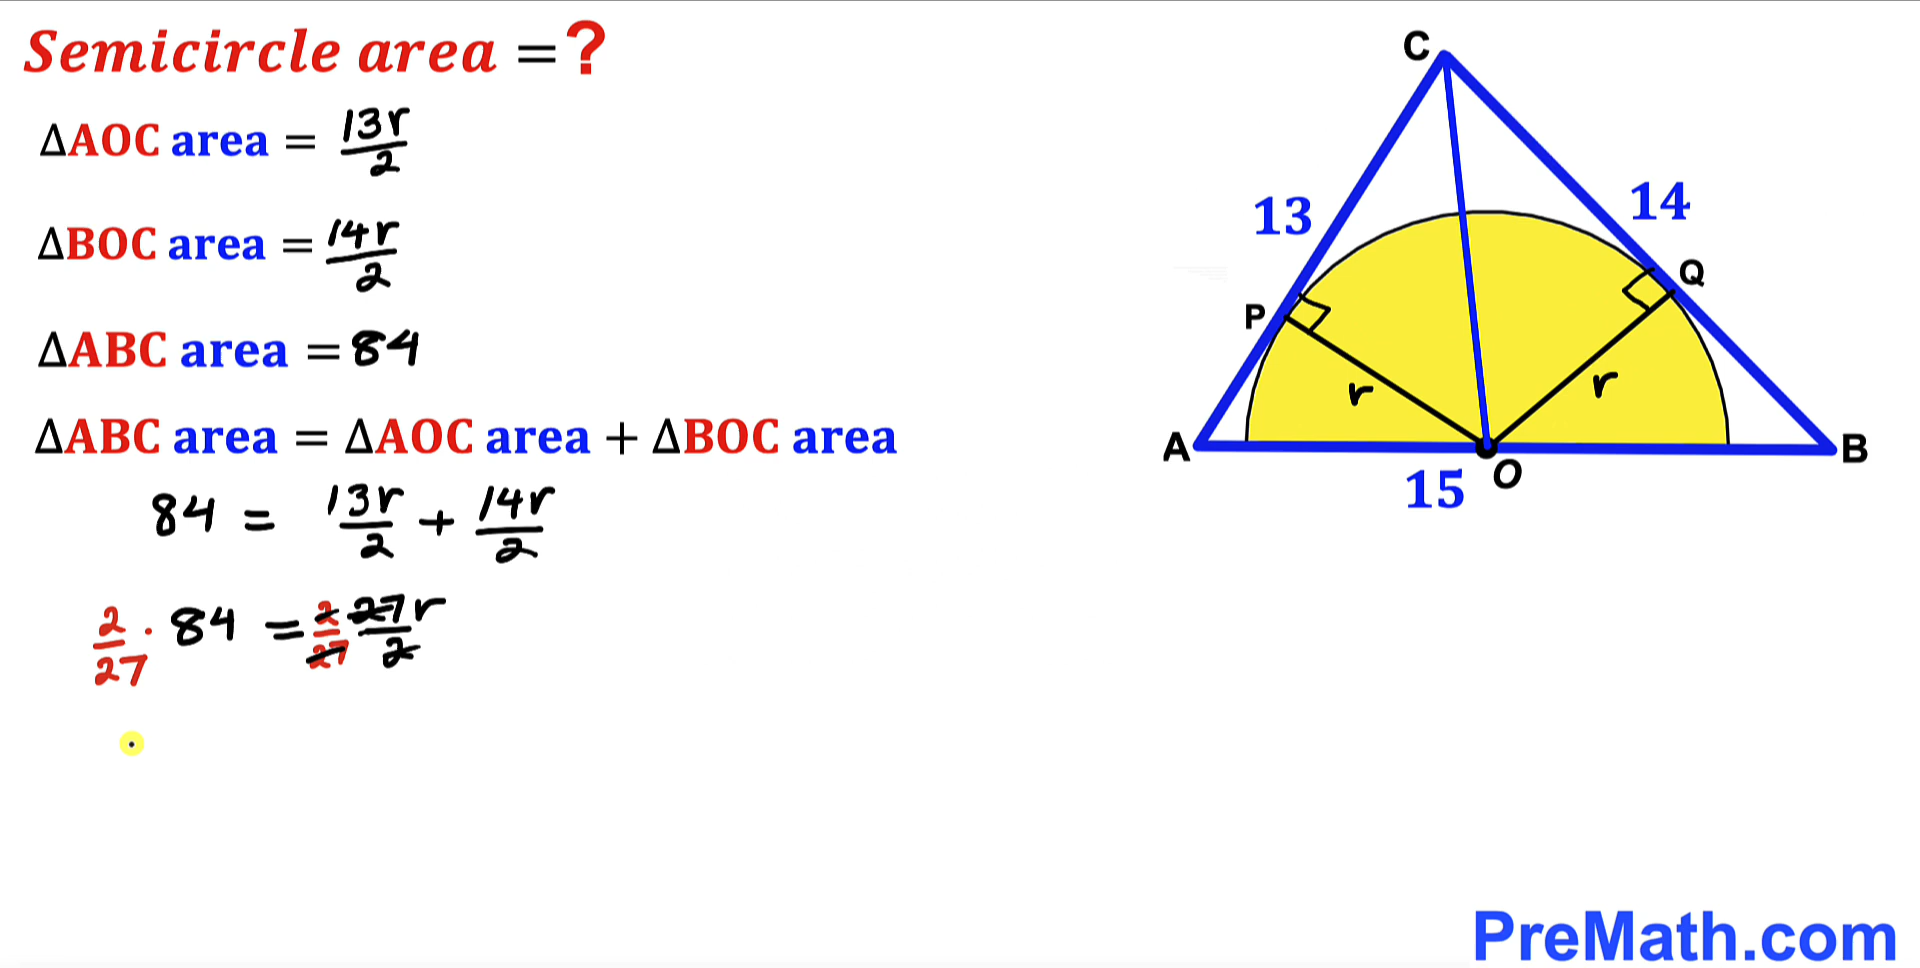 Semicircle area = ?
ΔAOC area = 13r/2
ΔBOC area = 14r/2
ΔABC area = 84
ΔABC area = ΔAOC area + ΔBOC area
84 = 13r/2 + 14r/2
2/27 · 84 = 2/27 27r/2
C
13
14
P
Q
r
r
A
B
15
O
PreMath.com